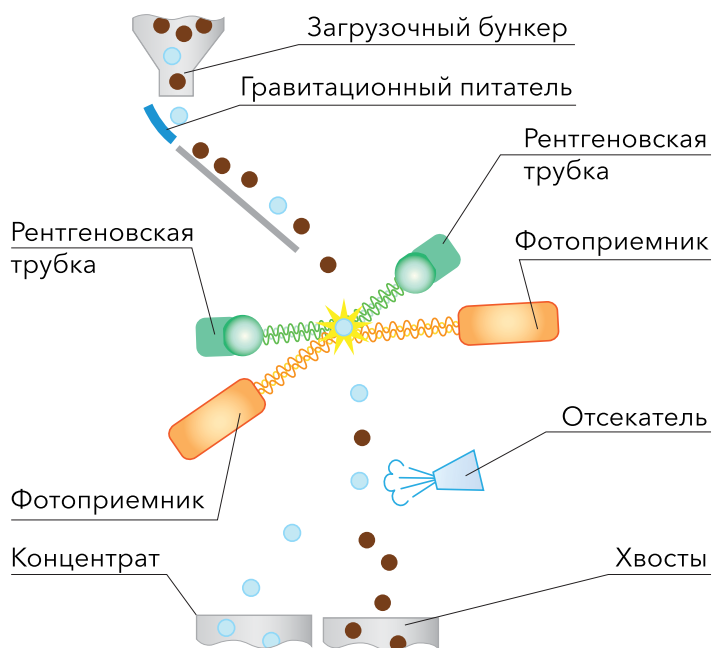 Загрузочный бункер
Гравитационный питатель
Рентгеновская
трубка
Рентгеновская
трубка
Фотоприемник
Отсекатель
Фотоприемник
Концентрат
Хвосты